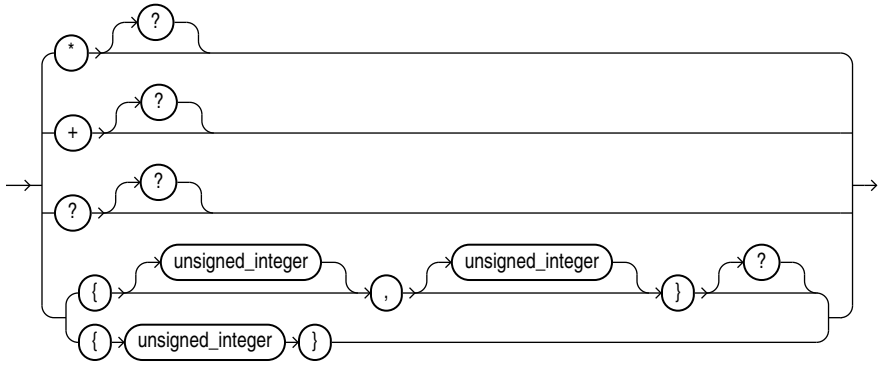 ?
*
?
+
?
?
unsigned_integer unsigned_integer ?
{ , }
{ unsigned_integer }